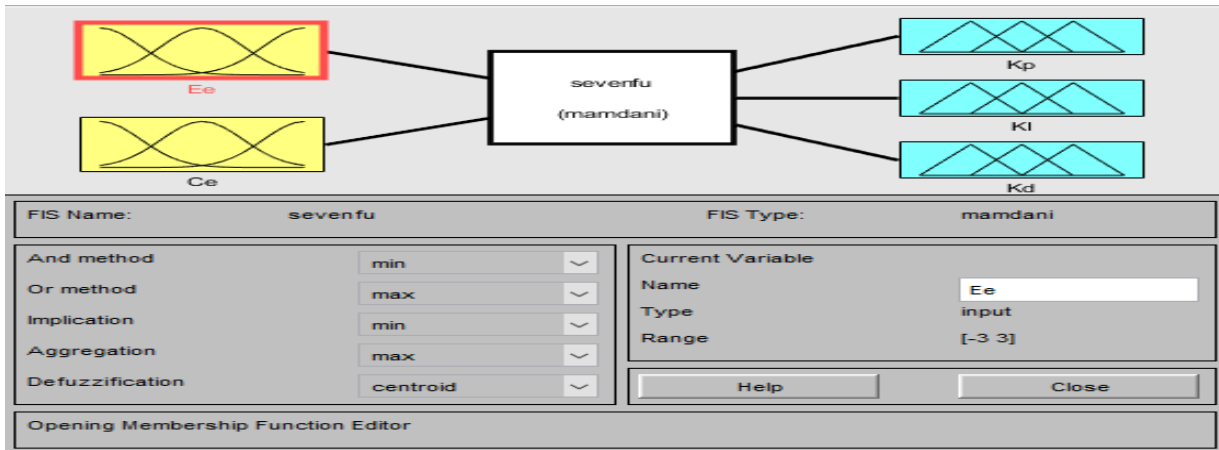 Ee
Ce
sevenfu
(mamdani)
Kp
KI
Kd
FIS Name: sevenfu FIS Type: mamdani
And method min
Or method max
Implication min
Aggregation max
Defuzzification centroid
Current Variable
Name Ee
Type input
Range [-3 3]
Help Close
Opening Membership Function Editor